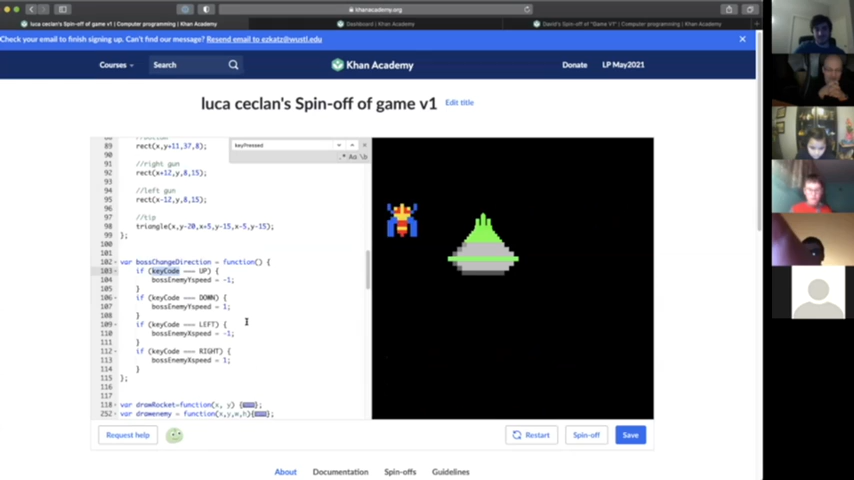 khanacademy.org
luca ceclan's Spin-off of game v1 | Computer programming | Khan Academy
Dashboard | Khan Academy
David's Spin-off of "Game V1" | Computer programming | Khan Academy
Check your email to finish signing up. Can't find our message? Resend email to ezkatz@wustl.edu
Courses
Search
Khan Academy
Donate
LP May2021
luca ceclan's Spin-off of game v1
Edit title
keyPressed
.* Aa \b
89 rect(x,y+11,37,8);
90
91 //right gun
92 rect(x+12,y,8,15);
93
94 //left gun
95 rect(x-12,y,8,15);
96
97 //tip
98 triangle(x,y-20,x+5,y-15,x-5,y-15);
99 };
100
101
102 var bossChangeDirection = function() {
103 if (keyCode === UP) {
104 bossEnemyYspeed = -1;
105 }
106 if (keyCode === DOWN) {
107 bossEnemyYspeed = 1;
108 }
109 if (keyCode === LEFT) {
110 bossEnemyXspeed = -1;
111 }
112 if (keyCode === RIGHT) {
113 bossEnemyXspeed = 1;
114 }
115 };
118 var drawRocket=function(x, y) {
252 var drawenemy = function(x,y,w,h){
Request help
Restart
Spin-off
Save
About
Documentation
Spin-offs
Guidelines